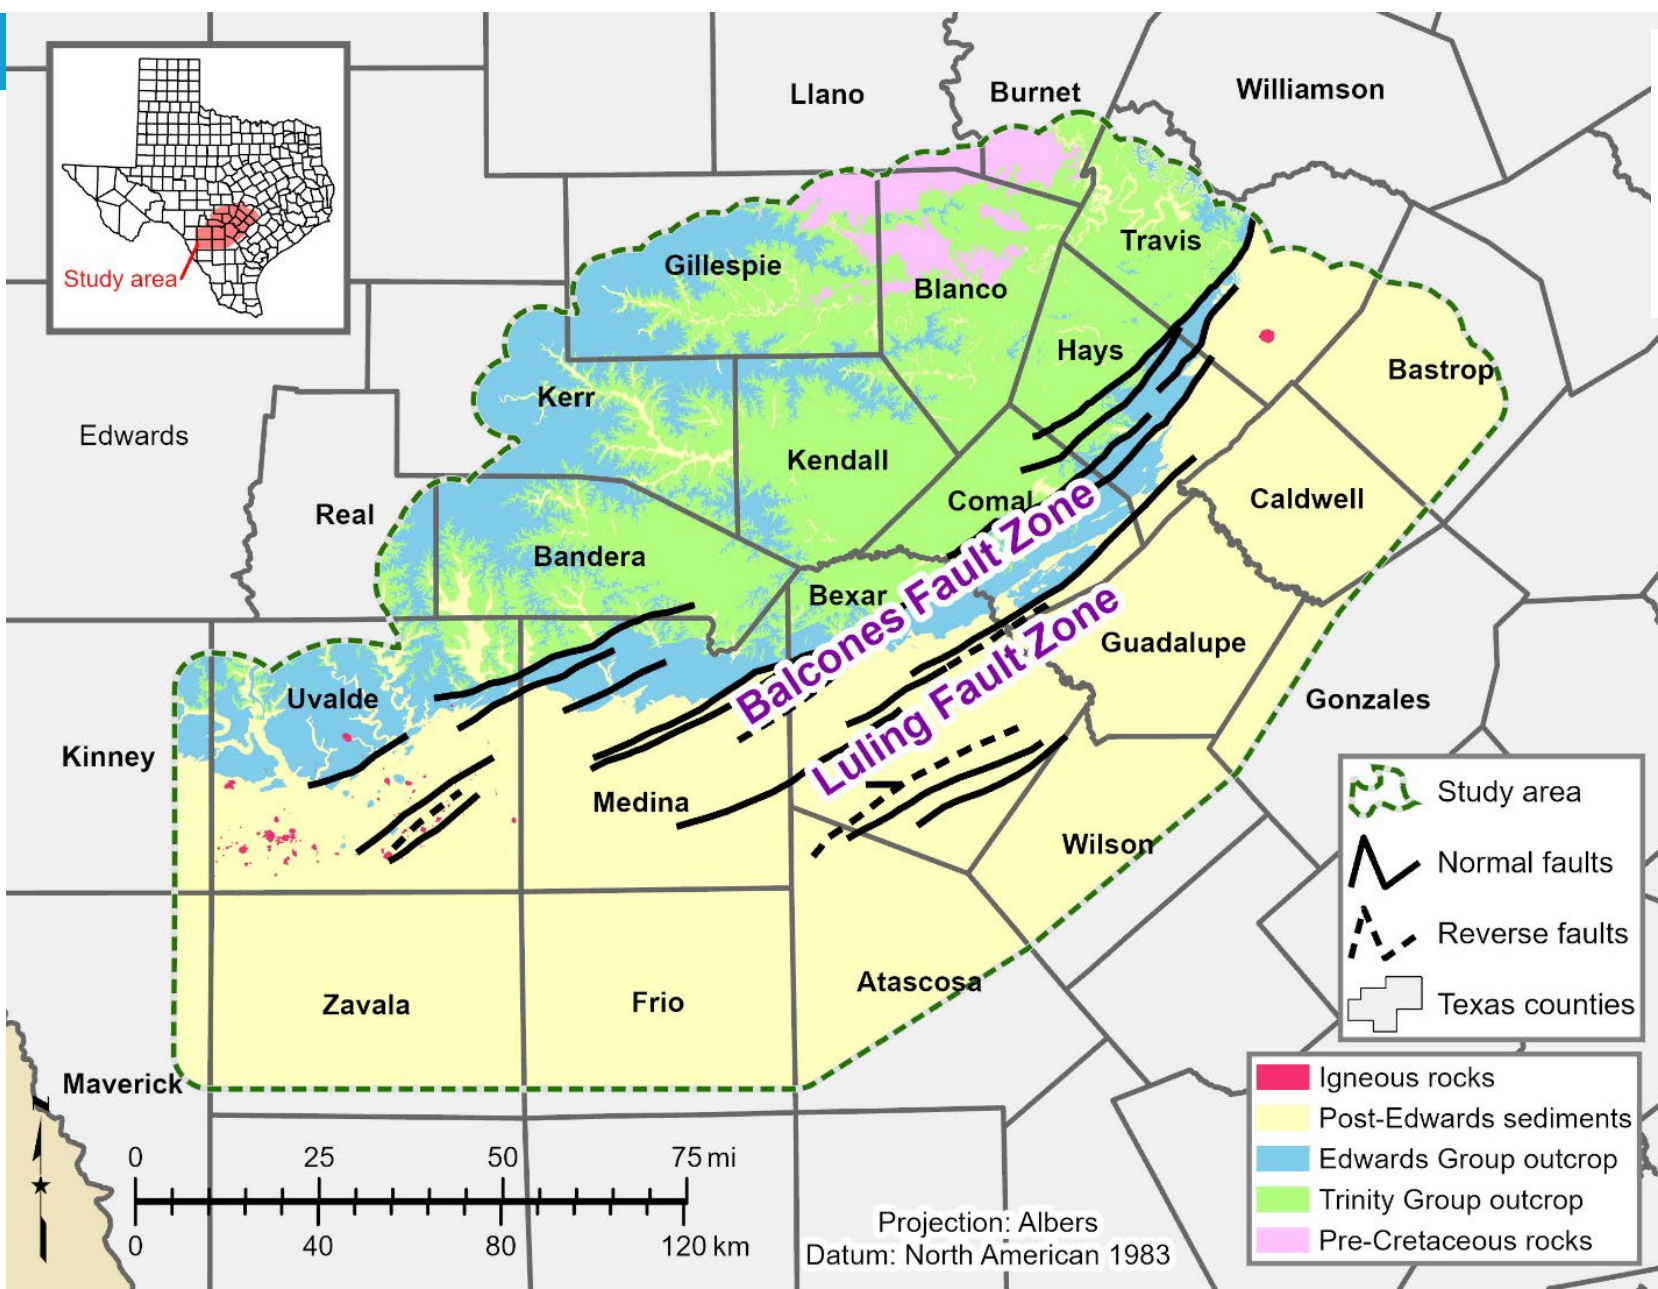 Study area
Llano
Burnet
Williamson
Travis
Gillespie
Blanco
Hays
Bastrop
Kerr
Edwards
Kendall
Comal
Caldwell
Real
Bandera
Bexar
Balcones Fault Zone
Luling Fault Zone
Guadalupe
Uvalde
Gonzales
Kinney
Medina
Wilson
Zavala
Frio
Atascosa
Maverick
Study area
Normal faults
Reverse faults
Texas counties
Igneous rocks
Post-Edwards sediments
Edwards Group outcrop
Trinity Group outcrop
Pre-Cretaceous rocks
0 25 50 75 mi
0 40 80 120 km
Projection: Albers
Datum: North American 1983